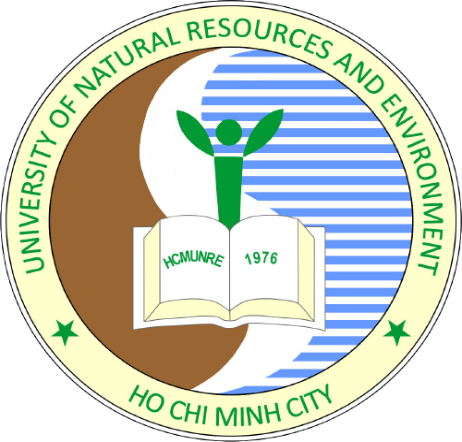 UNIVERSITY OF NATURAL RESOURCES AND ENVIRONMENT
HCMUNRE 1976
HO CHI MINH CITY